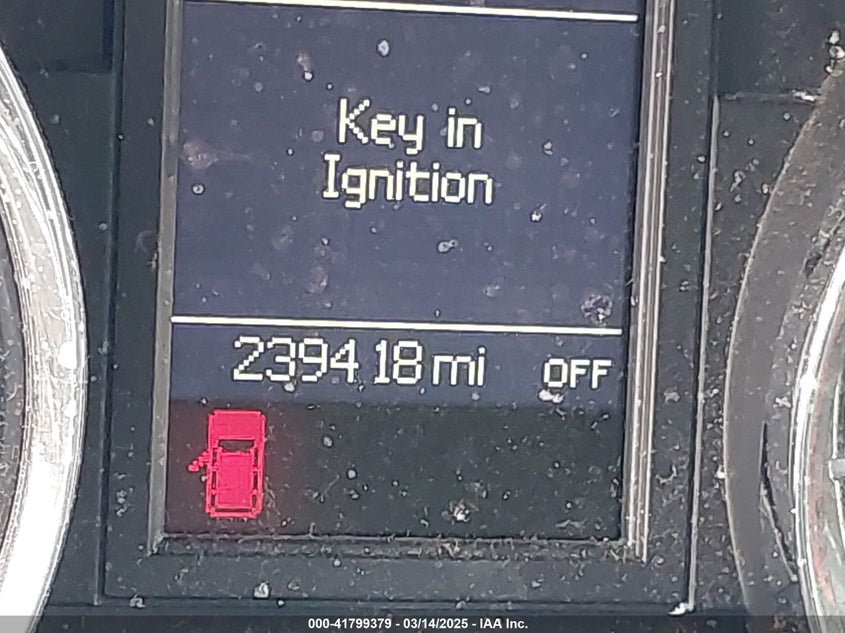 Key in
Ignition
239418 mi OFF
000-41799379 - 03/14/2025 - IAA Inc.